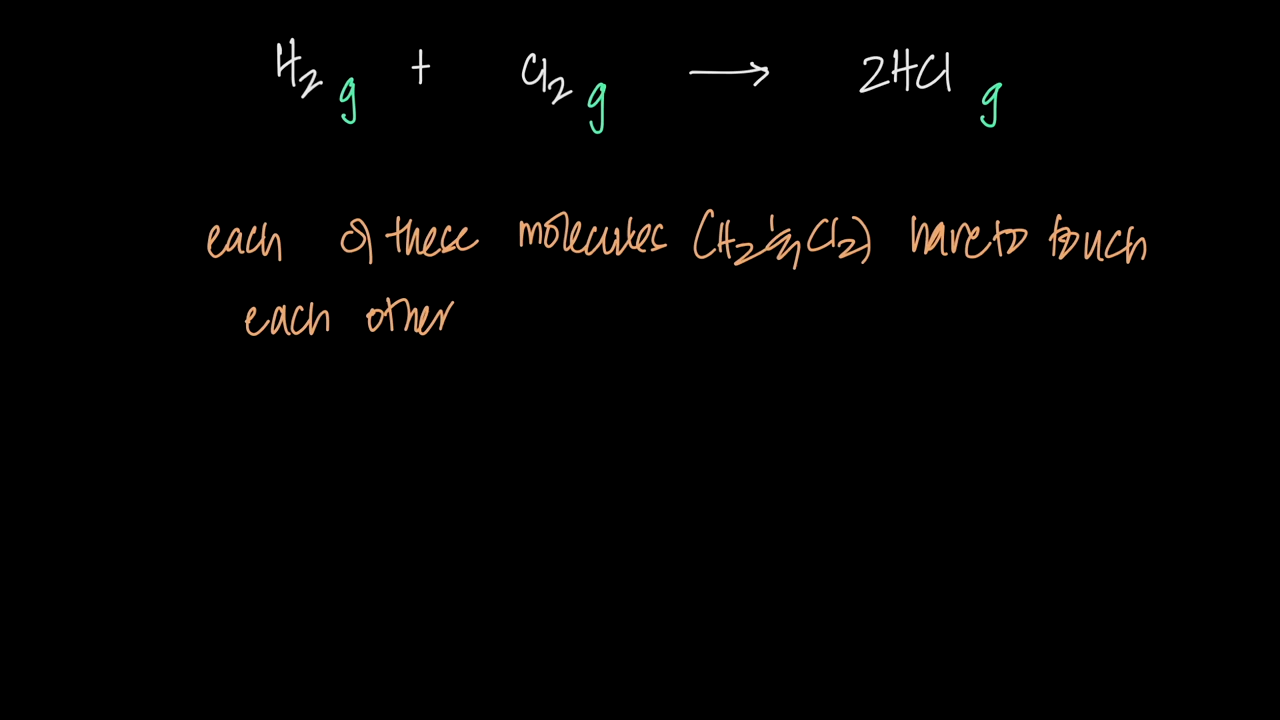 H₂ g + Cl₂ g → 2HCl g
each of these molecules (H₂ & Cl₂) have to touch
each other